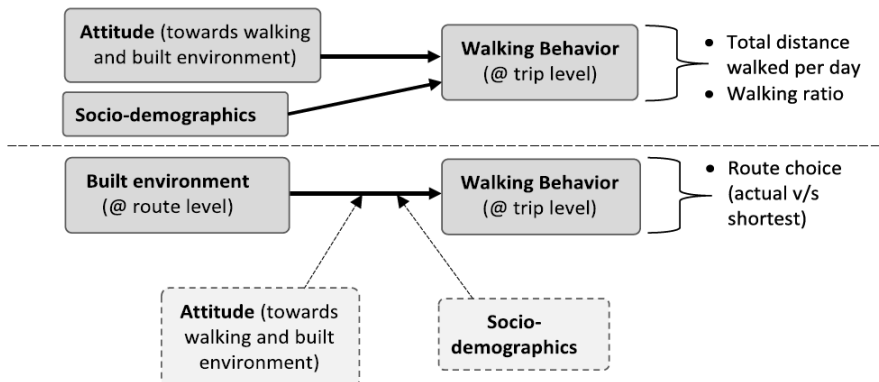 Attitude (towards walking
and built environment)
Socio-demographics
Walking Behavior
(@ trip level)
• Total distance
walked per day
• Walking ratio
Built environment
(@ route level)
Walking Behavior
(@ trip level)
• Route choice
(actual v/s
shortest)
Attitude (towards
walking and built
environment)
Socio-
demographics